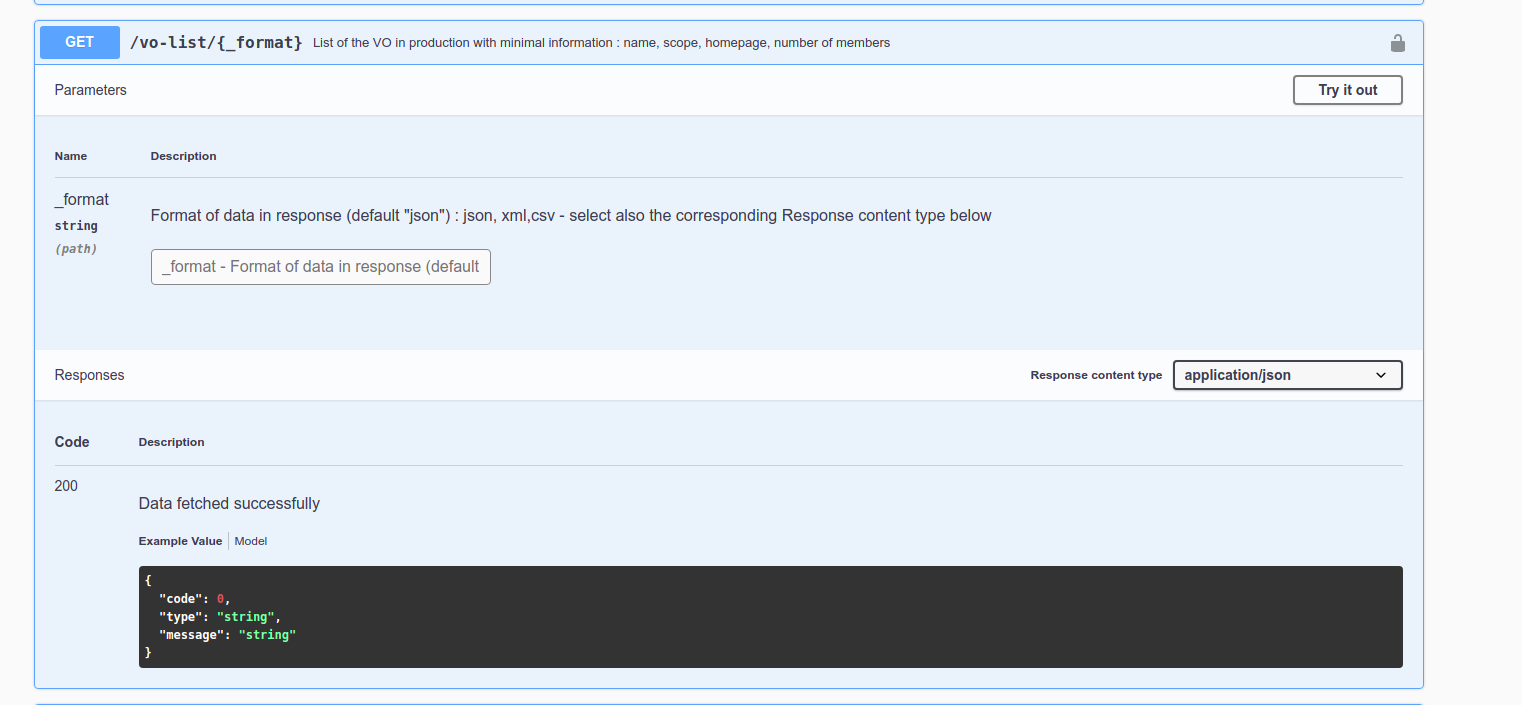 GET /vo-list/{_format} List of the VO in production with minimal information : name, scope, homepage, number of members
Parameters
Try it out
Name Description
_format
string
(path)
Format of data in response (default "json") : json, xml,csv - select also the corresponding Response content type below
_format - Format of data in response (default
Responses
Response content type application/json
Code Description
200
Data fetched successfully
Example Value Model
{
"code": 0,
"type": "string",
"message": "string"
}